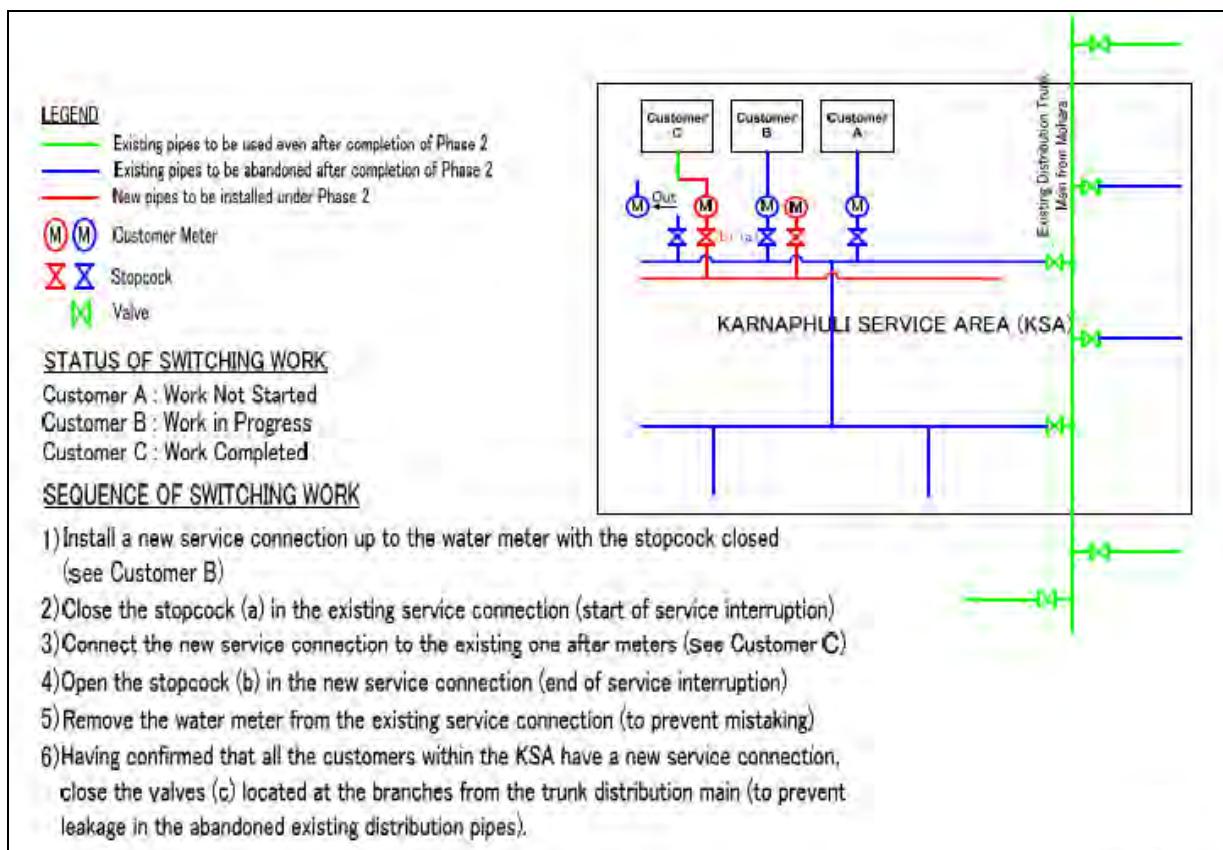 LEGEND
Existing pipes to be used even after completion of Phase 2
Existing pipes to be abandoned after completion of Phase 2
New pipes to be installed under Phase 2
M M Customer Meter
Stopcock
Valve
STATUS OF SWITCHING WORK
Customer A : Work Not Started
Customer B : Work in Progress
Customer C : Work Completed
SEQUENCE OF SWITCHING WORK
1) Install a new service connection up to the water meter with the stopcock closed
(see Customer B)
2) Close the stopcock (a) in the existing service connection (start of service interruption)
3) Connect the new service connection to the existing one after meters (see Customer C)
4) Open the stopcock (b) in the new service connection (end of service interruption)
5) Remove the water meter from the existing service connection (to prevent mistaking)
6) Having confirmed that all the customers within the KSA have a new service connection,
close the valves (c) located at the branches from the trunk distribution main (to prevent
leakage in the abandoned existing distribution pipes).
Customer
C
Customer
B
Customer
A
M
Out
M
M
M
M
(b)
(a)
KARNAPHULI SERVICE AREA (KSA)
Existing Distribution Trunk
Main from Mohara